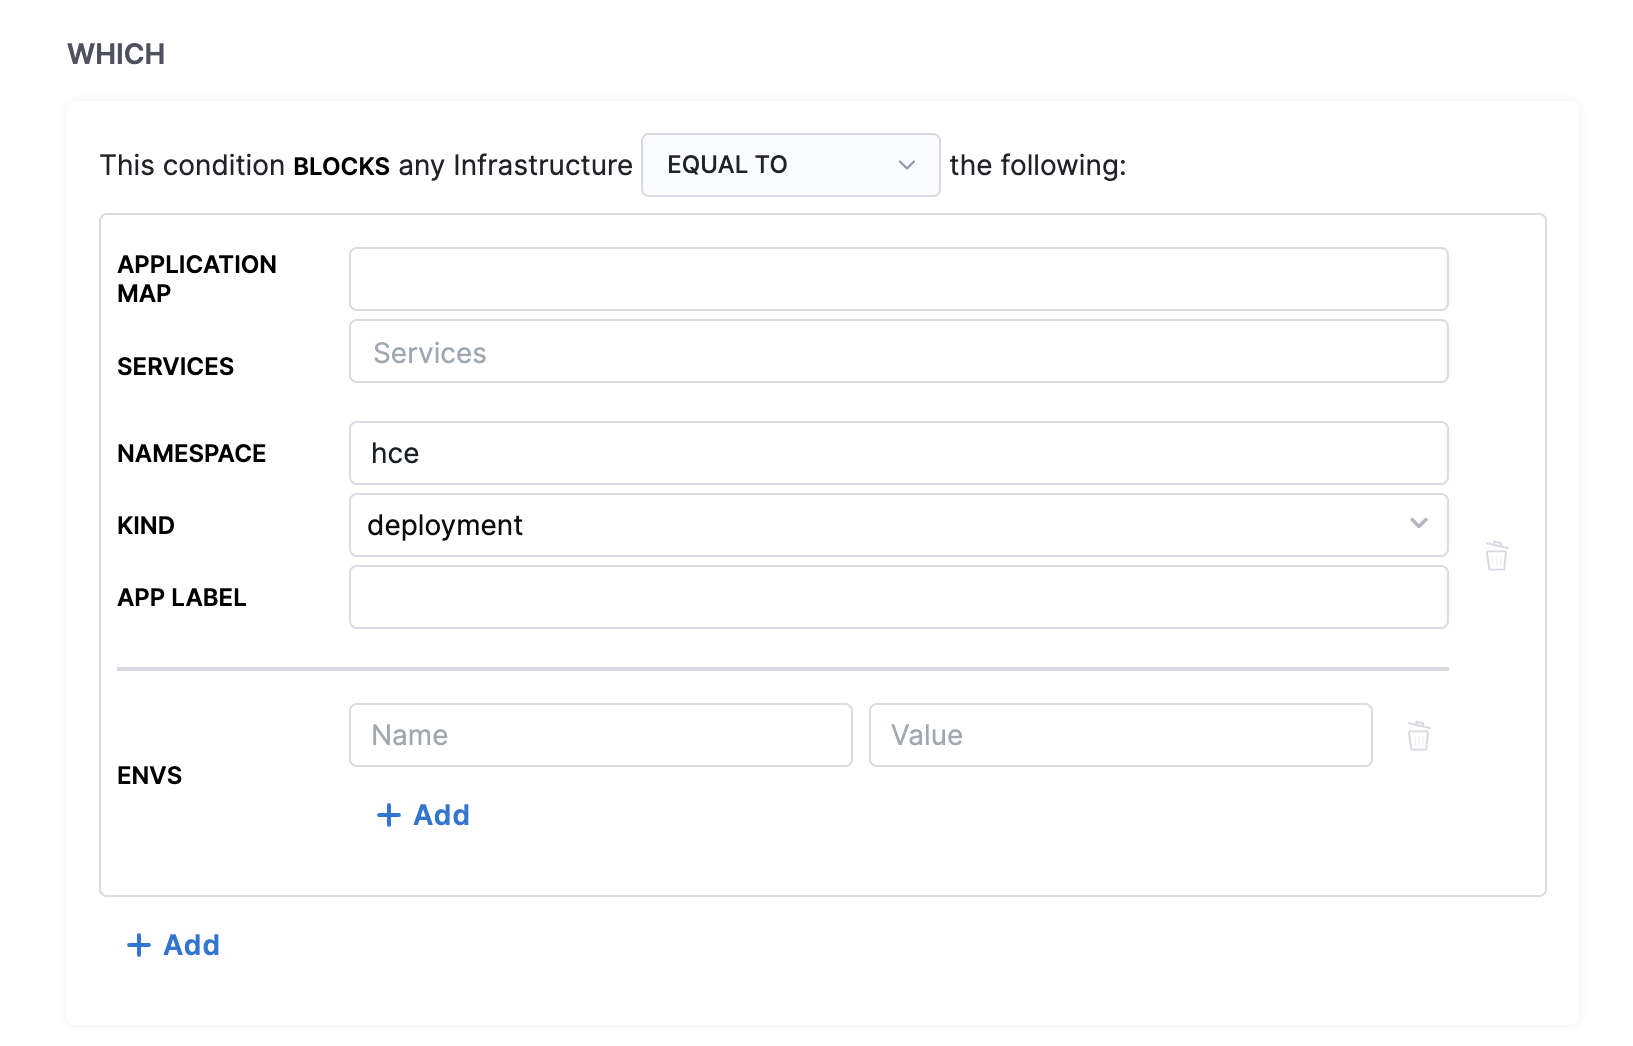 WHICH
This condition BLOCKS any Infrastructure EQUAL TO the following:
APPLICATION
MAP
SERVICES Services
NAMESPACE hce
KIND deployment
APP LABEL
Name Value
ENVS
+ Add
+ Add